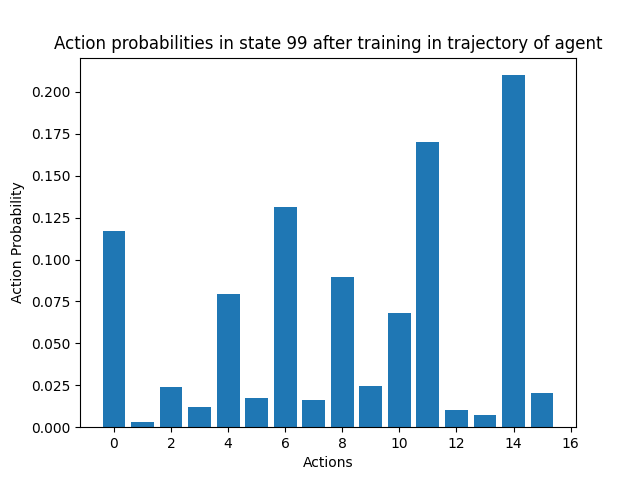 Action probabilities in state 99 after training in trajectory of agent
0.200
0.175
0.150
0.125
0.100
0.075
0.050
0.025
0.000
Action Probability
0 2 4 6 8 10 12 14 16
Actions